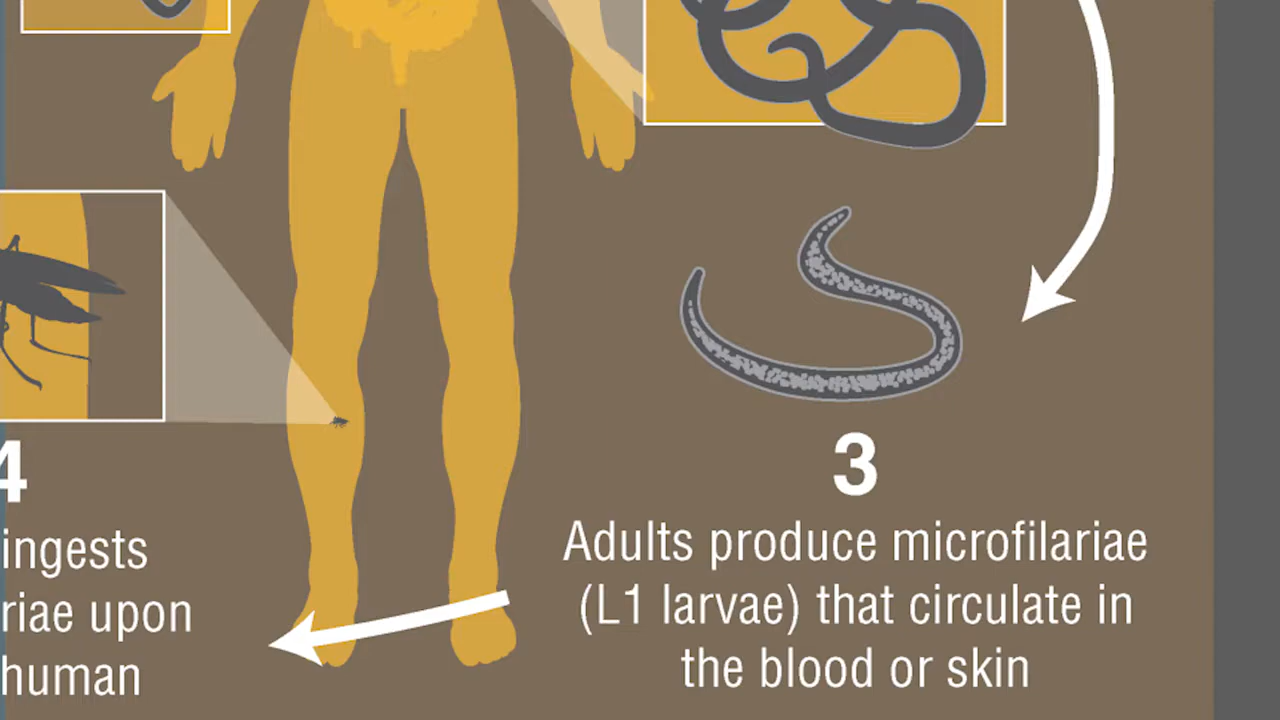 4
ingests
riae upon
human
3
Adults produce microfilariae
(L1 larvae) that circulate in
the blood or skin